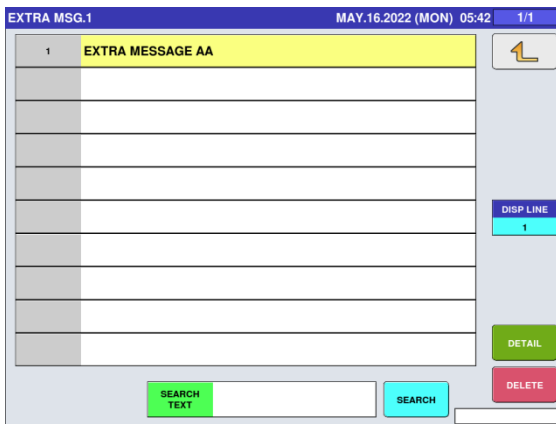 EXTRA MSG.1 MAY.16.2022 (MON) 05:42 1/1
1 EXTRA MESSAGE AA
DISP LINE
1
DETAIL
DELETE
SEARCH
TEXT
SEARCH